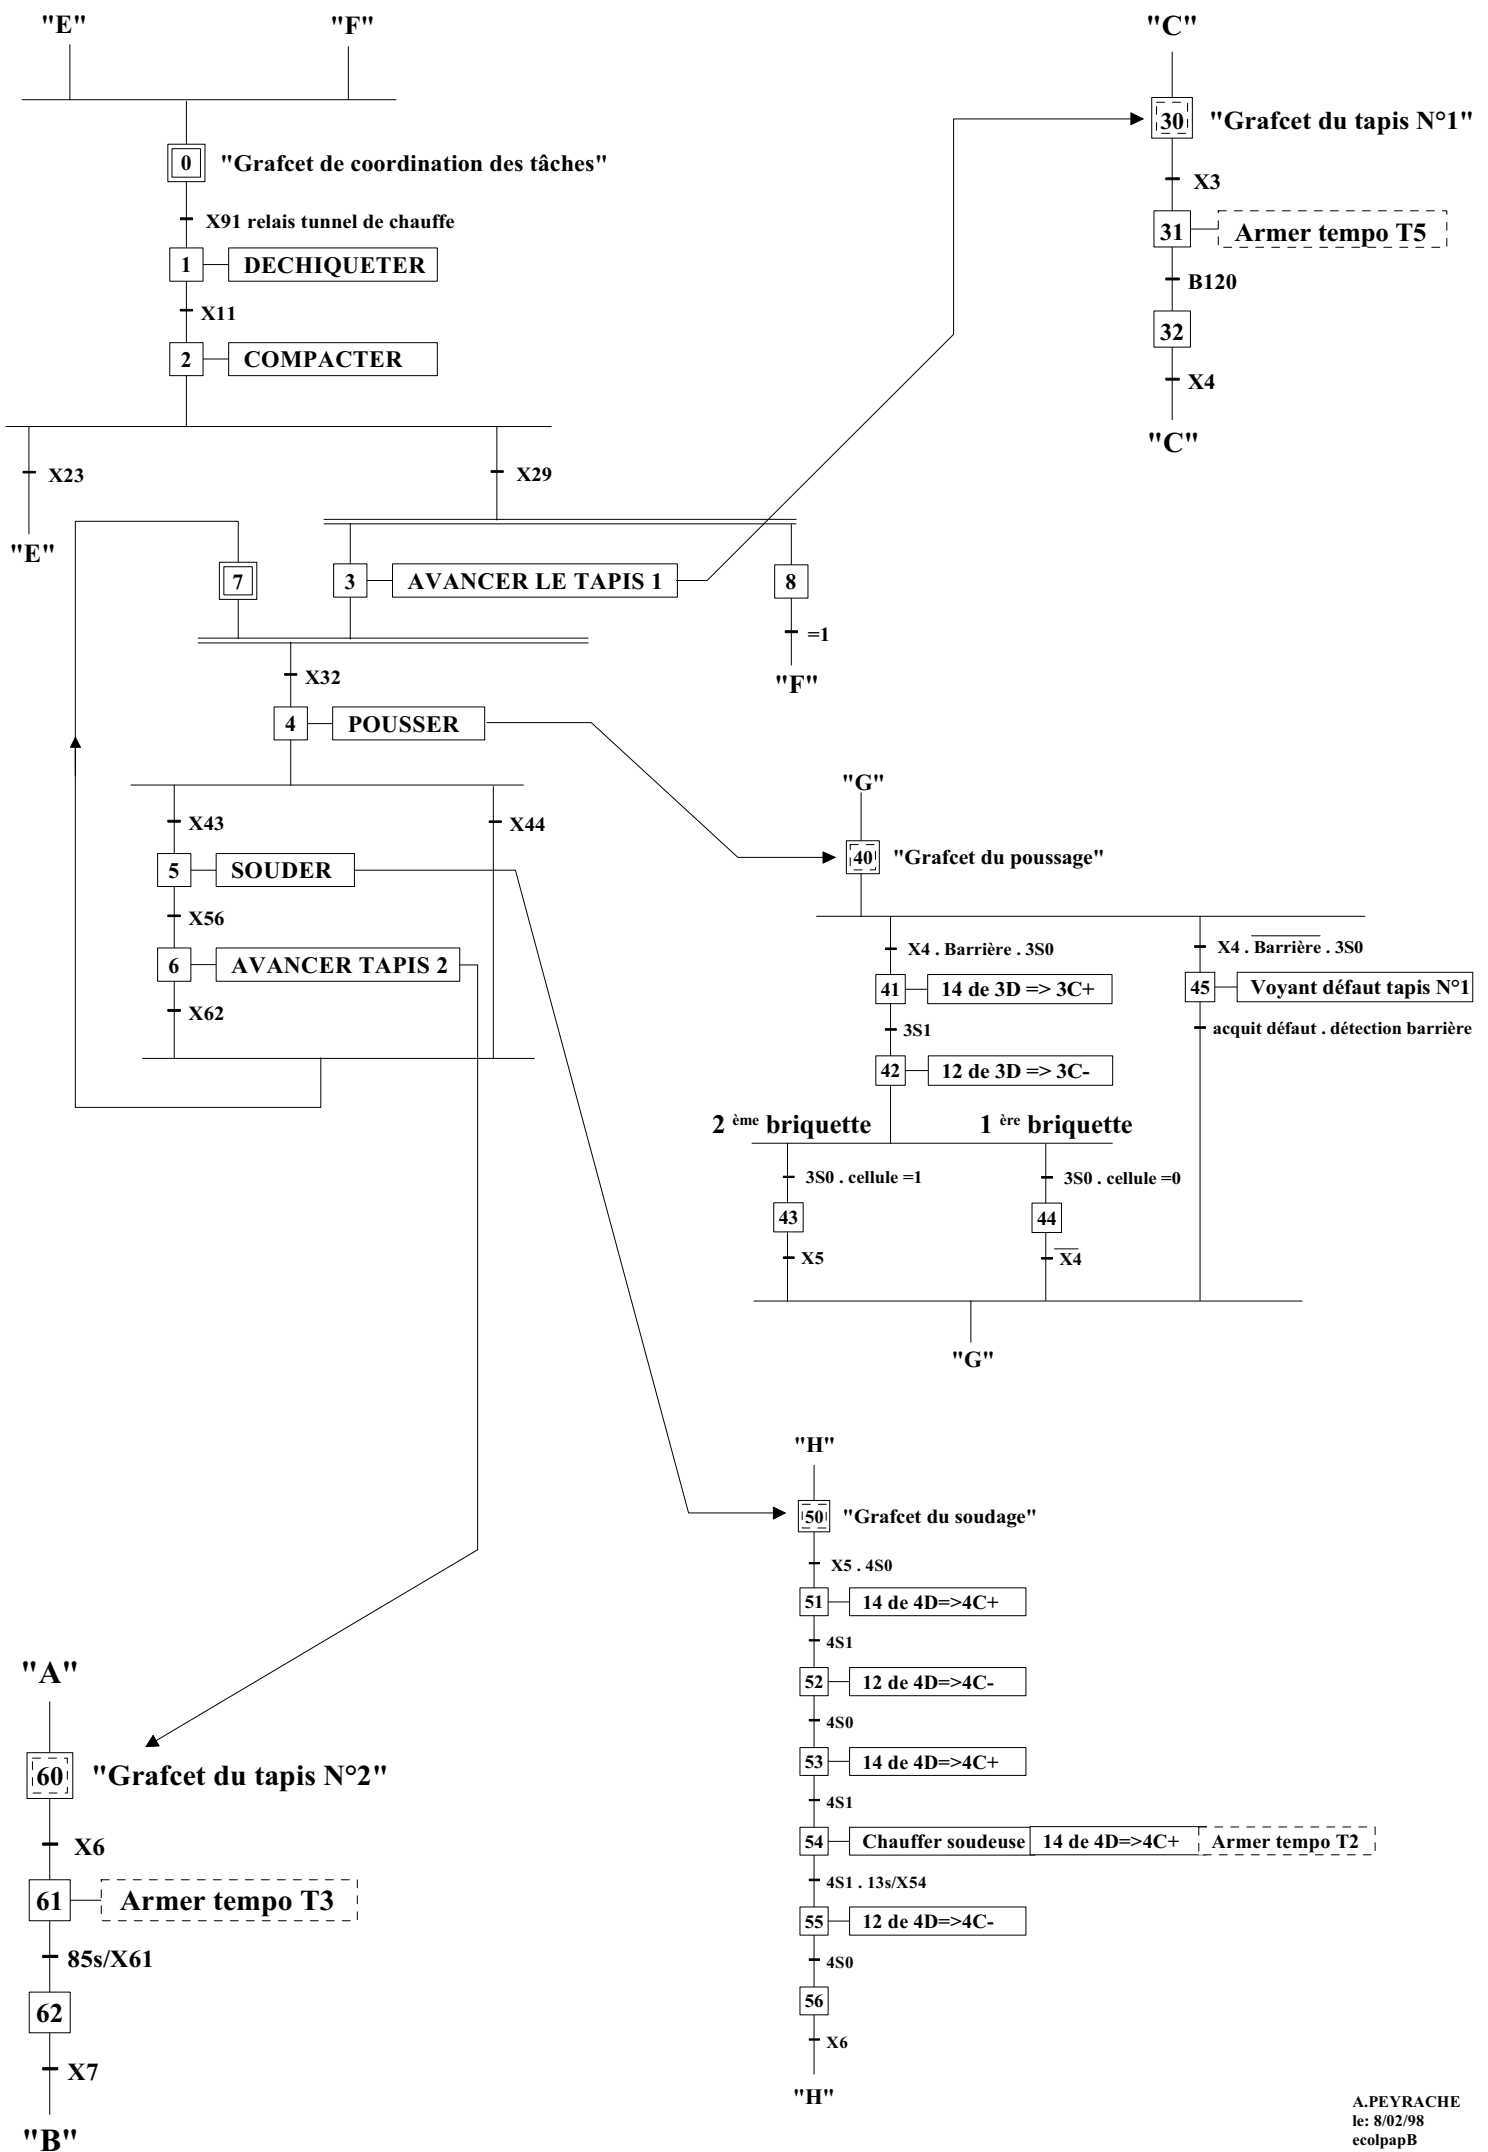 "E"
"F"
0
"Grafcet de coordination des tâches"
X91 relais tunnel de chauffe
1
DECHIQUETER
X11
2
COMPACTER
X23
X29
"E"
7
3
AVANCER LE TAPIS 1
8
=1
"F"
X32
4
POUSSER
X43
X44
5
SOUDER
X56
6
AVANCER TAPIS 2
X62
"C"
30
"Grafcet du tapis N°1"
X3
31
Armer tempo T5
B120
32
X4
"C"
"G"
40
"Grafcet du poussage"
X4 . Barrière . 3S0
X4 . Barrière . 3S0
41
14 de 3D => 3C+
45
Voyant défaut tapis N°1
3S1
acquit défaut . détection barrière
42
12 de 3D => 3C-
2 ème briquette
1 ère briquette
3S0 . cellule =1
3S0 . cellule =0
43
44
X5
X4
"G"
"H"
50
"Grafcet du soudage"
X5 . 4S0
51
14 de 4D=>4C+
4S1
52
12 de 4D=>4C-
4S0
53
14 de 4D=>4C+
4S1
54
Chauffer soudeuse
14 de 4D=>4C+
Armer tempo T2
4S1 . 13s/X54
55
12 de 4D=>4C-
4S0
56
X6
"H"
"A"
60
"Grafcet du tapis N°2"
X6
61
Armer tempo T3
85s/X61
62
X7
"B"
A.PEYRACHE
le: 8/02/98
ecolpapB